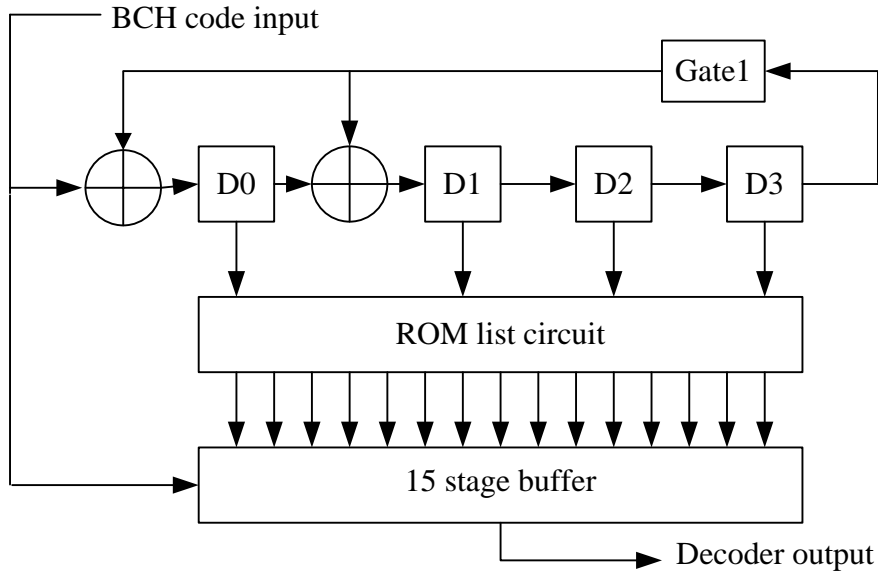 BCH code input
Gate1
D0
D1
D2
D3
ROM list circuit
15 stage buffer
Decoder output